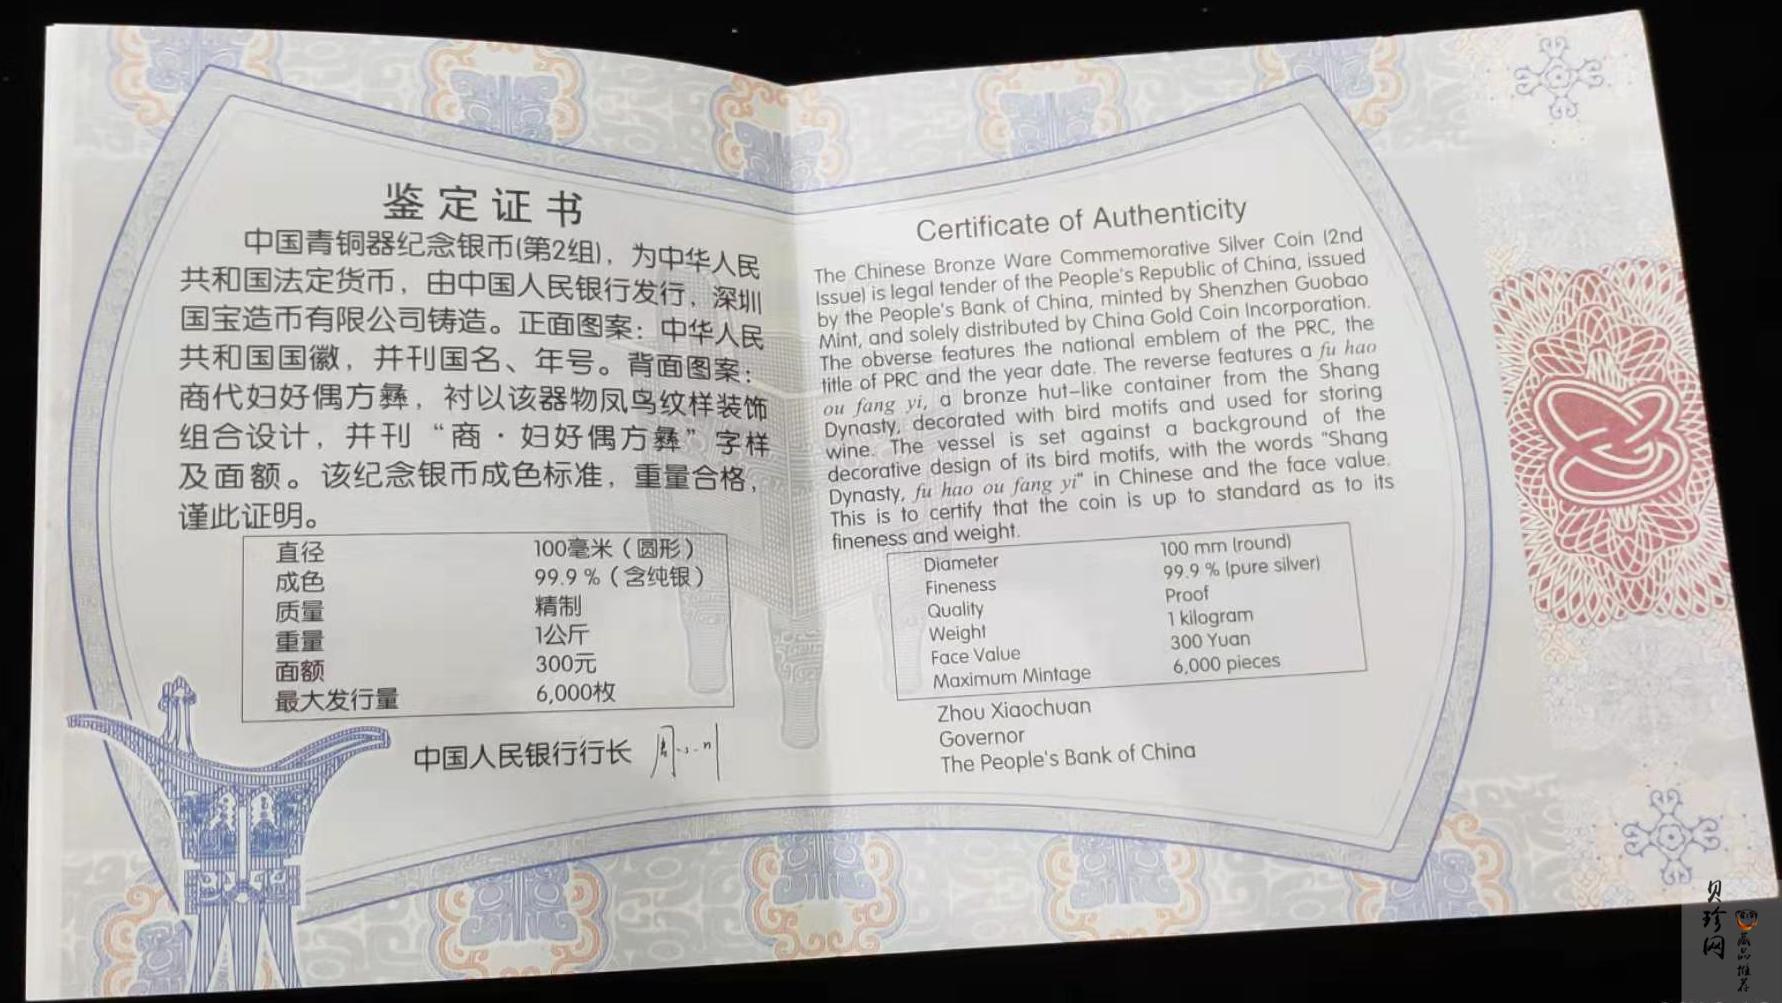 鉴定证书
中国青铜器纪念银币(第2组)，为中华人民
共和国法定货币，由中国人民银行发行，深圳
国宝造币有限公司铸造。正面图案：中华人民
共和国国徽，并刊国名、年号。背面图案：
商代妇好偶方彝，衬以该器物凤鸟纹样装饰
组合设计，并刊“商·妇好偶方彝”字样
及面额。该纪念银币成色标准，重量合格，
谨此证明。
直径 100毫米（圆形）
成色 99.9％（含纯银）
质量 精制
重量 1公斤
面额 300元
最大发行量 6,000枚
中国人民银行行长 周小川
Certificate of Authenticity
The Chinese Bronze Ware Commemorative Silver Coin (2nd
Issue) is legal tender of the People's Republic of China, issued
by the People's Bank of China, minted by Shenzhen Guobao
Mint, and solely distributed by China Gold Coin Incorporation.
The obverse features the national emblem of the PRC, the
title of PRC and the year date. The reverse features a fu hao
ou fang yi, a bronze hut-like container from the Shang
Dynasty, decorated with bird motifs and used for storing
wine. The vessel is set against a background of the
decorative design of its bird motifs, with the words "Shang
Dynasty, fu hao ou fang yi" in Chinese and the face value.
This is to certify that the coin is up to standard as to its
fineness and weight.
Diameter 100 mm (round)
Fineness 99.9 % (pure silver)
Quality Proof
Weight 1 kilogram
Face Value 300 Yuan
Maximum Mintage 6,000 pieces
Zhou Xiaochuan
Governor
The People's Bank of China
贝珍网
藏品推荐